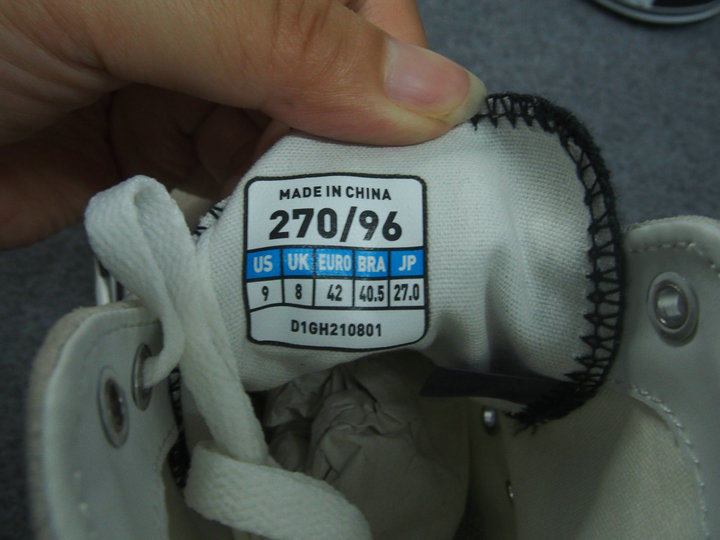 MADE IN CHINA
270/96
US UK EURO BRA JP
9 8 42 40.5 27.0
D1GH210801